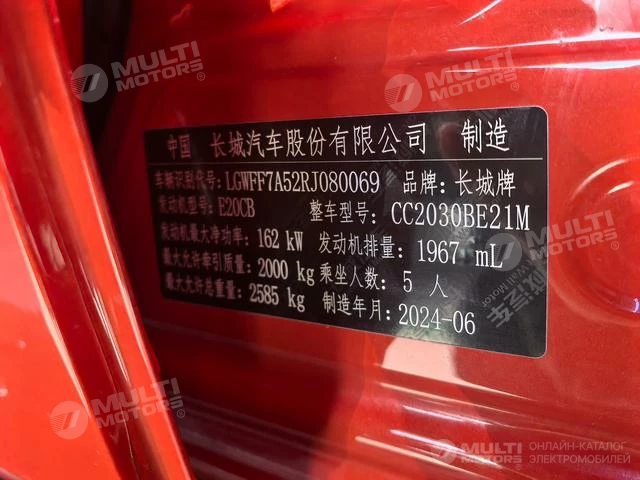 中国 长城汽车股份有限公司 制造
车辆识别代号: LGWFF7A52RJ080069 品牌: 长城牌
发动机型号: E20CB 整车型号: CC2030BE21M
发动机最大净功率: 162 kW 发动机排量: 1967 mL
最大允许牵引质量: 2000 kg 乘坐人数: 5 人
最大允许总重量: 2585 kg 制造年月: 2024-06
MULTI MOTORS®
MULTI MOTORS®
MULTI MOTORS®
MULTI MOTORS ОНЛАЙН-КАТАЛОГ ЭЛЕКТРОМОБИЛЕЙ